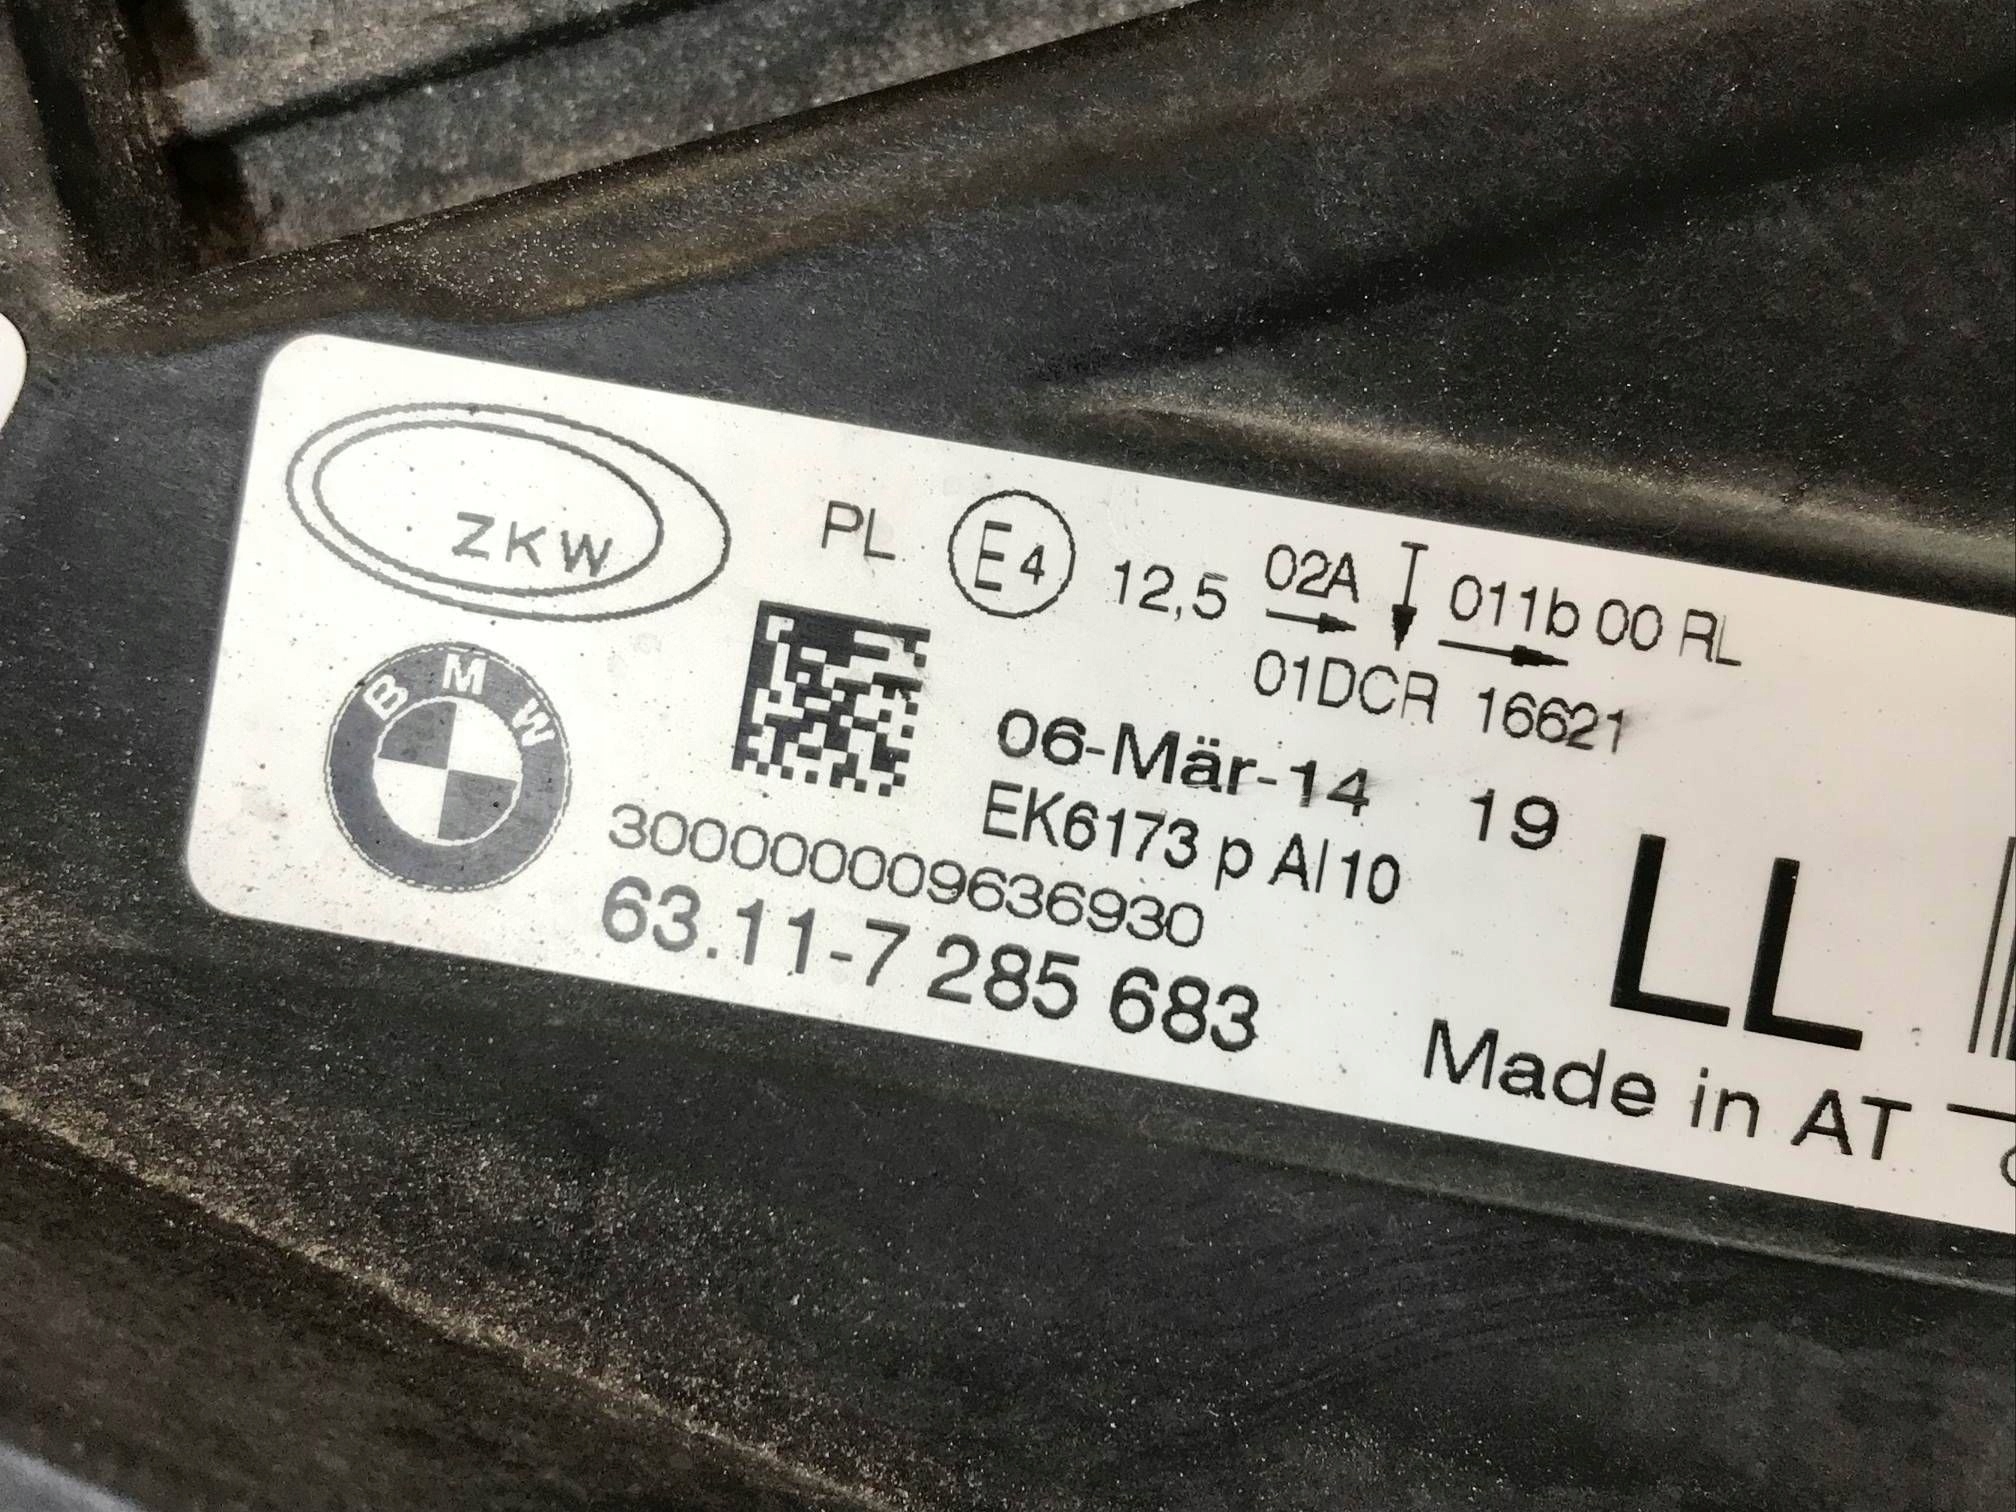 ZKW
PL E4 12,5 02A 011b 00 RL
01DCR 16621
BMW
06-Mär-14 19
EK6173 p Al10
3000000009636930
63.11-7 285 683
LL
Made in AT